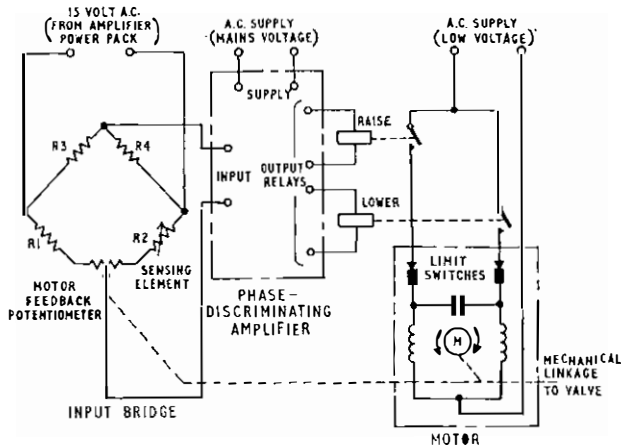 15 VOLT A.C.
(FROM AMPLIFIER
POWER PACK)
A.C. SUPPLY
(MAINS VOLTAGE)
A.C. SUPPLY
(LOW VOLTAGE)
SUPPLY
RAISE
R3
R4
INPUT
OUTPUT
RELAYS
LOWER
R1
R2
SENSING
ELEMENT
LIMIT
SWITCHES
MOTOR
FEEDBACK
POTENTIOMETER
PHASE-
DISCRIMINATING
AMPLIFIER
M
MECHANICAL
LINKAGE
TO VALVE
INPUT BRIDGE
MOTOR